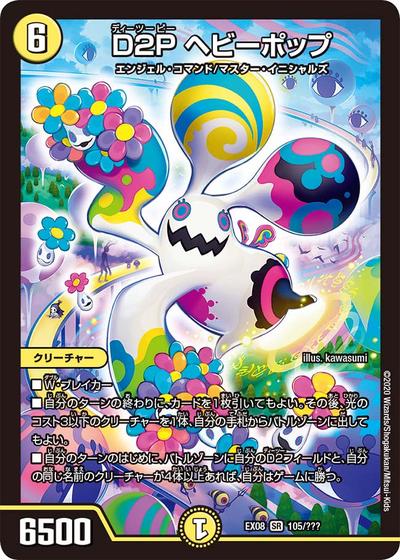 6
ディーツーピー
D2P ヘビーポップ
エンジェル・コマンド/マスター・イニシャルズ
クリーチャー
illus. kawasumi
■W・ブレイカー
■自分のターンの終わりに、カードを1枚引いてもよい。その後、光の
コスト3以下のクリーチャーを1体、自分の手札からバトルゾーンに出して
もよい。
■自分のターンのはじめに、バトルゾーンに自分のD2フィールドと、自分
の同じ名前のクリーチャーが4体以上あれば、自分はゲームに勝つ。
©2020 Wizards/Shogakukan/Mitsui-Kids
6500
1
EX08 SR 105/???